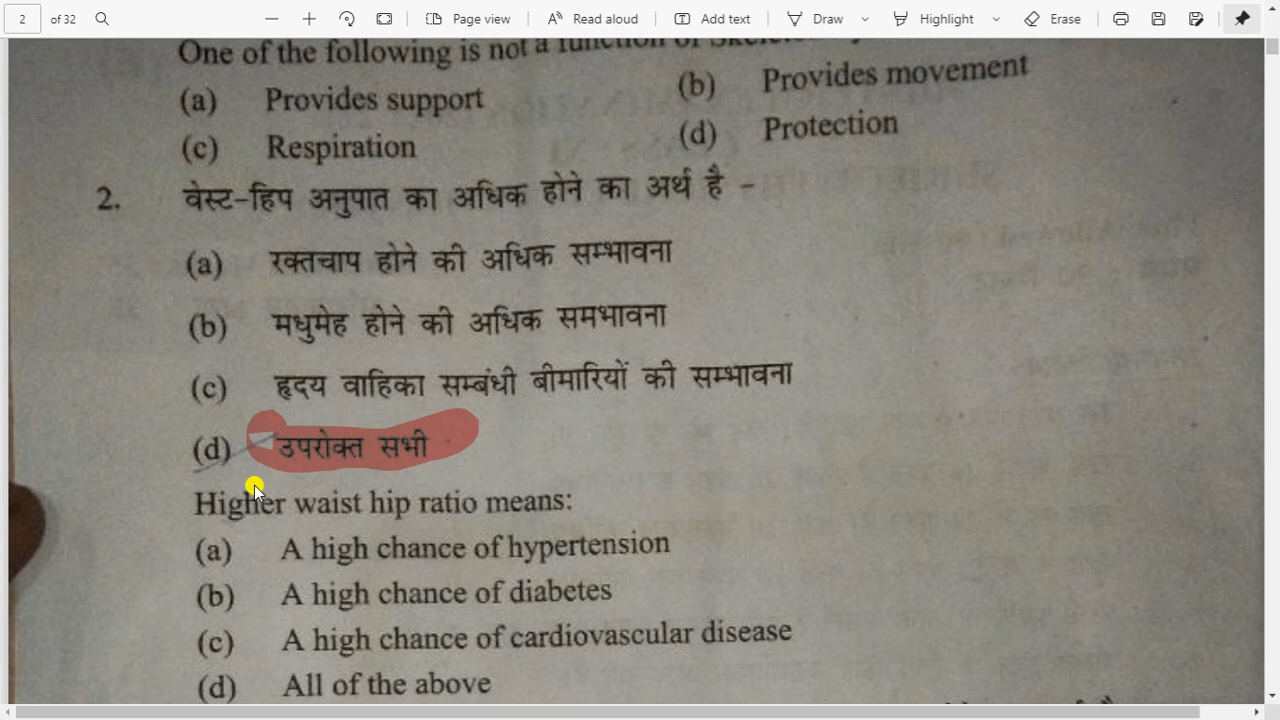 2 of 32 Page view Read aloud Add text Draw Highlight Erase
One of the following is not a function of
(a) Provides support (b) Provides movement
(c) Respiration (d) Protection
2. वेस्ट-हिप अनुपात का अधिक होने का अर्थ है -
(a) रक्तचाप होने की अधिक सम्भावना
(b) मधुमेह होने की अधिक समभावना
(c) हृदय वाहिका सम्बंधी बीमारियों की सम्भावना
(d) उपरोक्त सभी
Higher waist hip ratio means:
(a) A high chance of hypertension
(b) A high chance of diabetes
(c) A high chance of cardiovascular disease
(d) All of the above